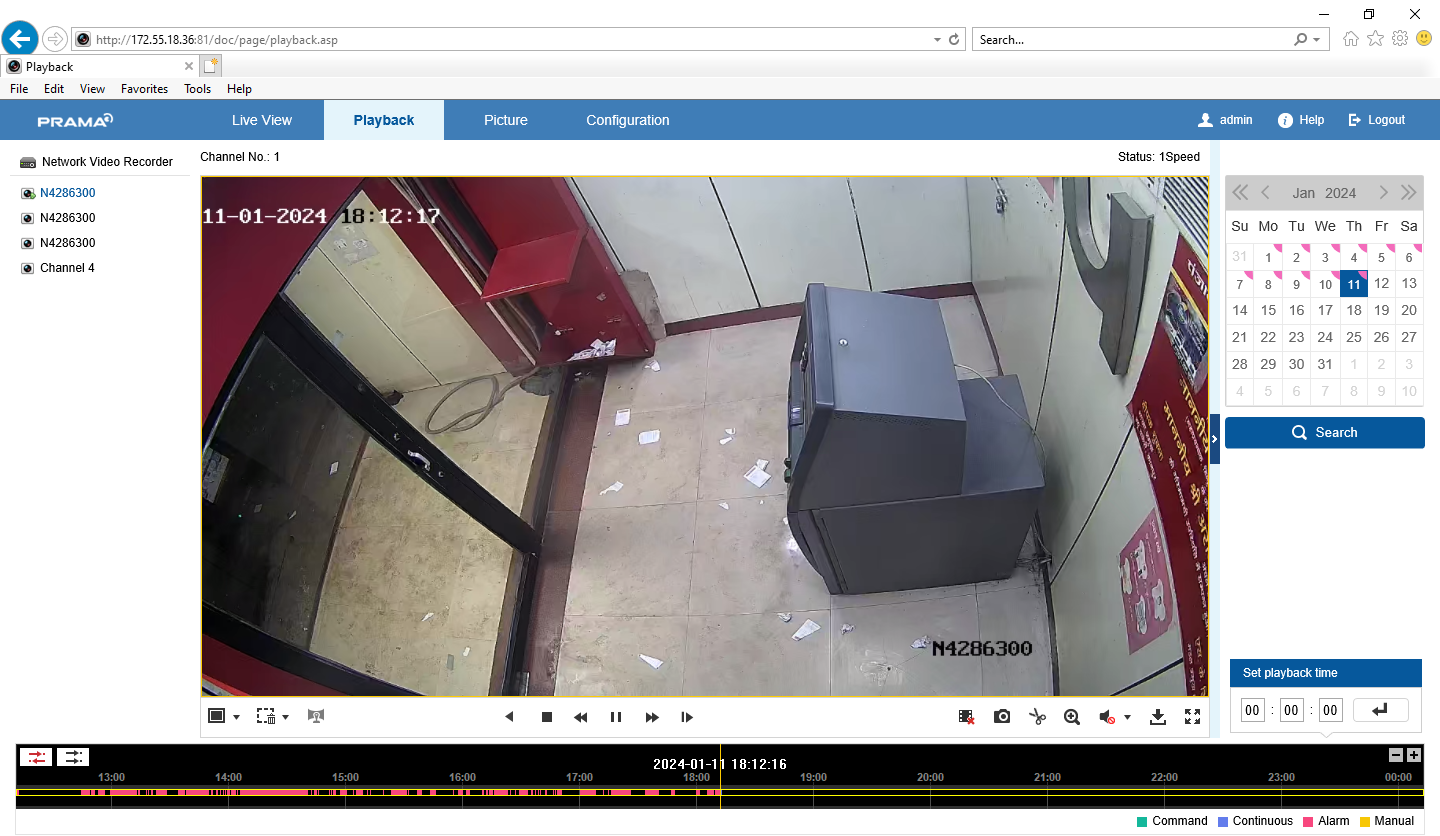 http://172.55.18.36:81/doc/page/playback.asp
Search...
Playback
File Edit View Favorites Tools Help
PRAMA
Live View
Playback
Picture
Configuration
admin
Help
Logout
Network Video Recorder
N4286300
N4286300
N4286300
Channel 4
Channel No.: 1
Status: 1Speed
11-01-2024 18:12:17
N4286300
Jan 2024
Su Mo Tu We Th Fr Sa
31 1 2 3 4 5 6
7 8 9 10 11 12 13
14 15 16 17 18 19 20
21 22 23 24 25 26 27
28 29 30 31 1 2 3
4 5 6 7 8 9 10
Search
Set playback time
00 : 00 : 00
2024-01-11 18:12:16
13:00 14:00 15:00 16:00 17:00 18:00 19:00 20:00 21:00 22:00 23:00 00:00
Command Continuous Alarm Manual